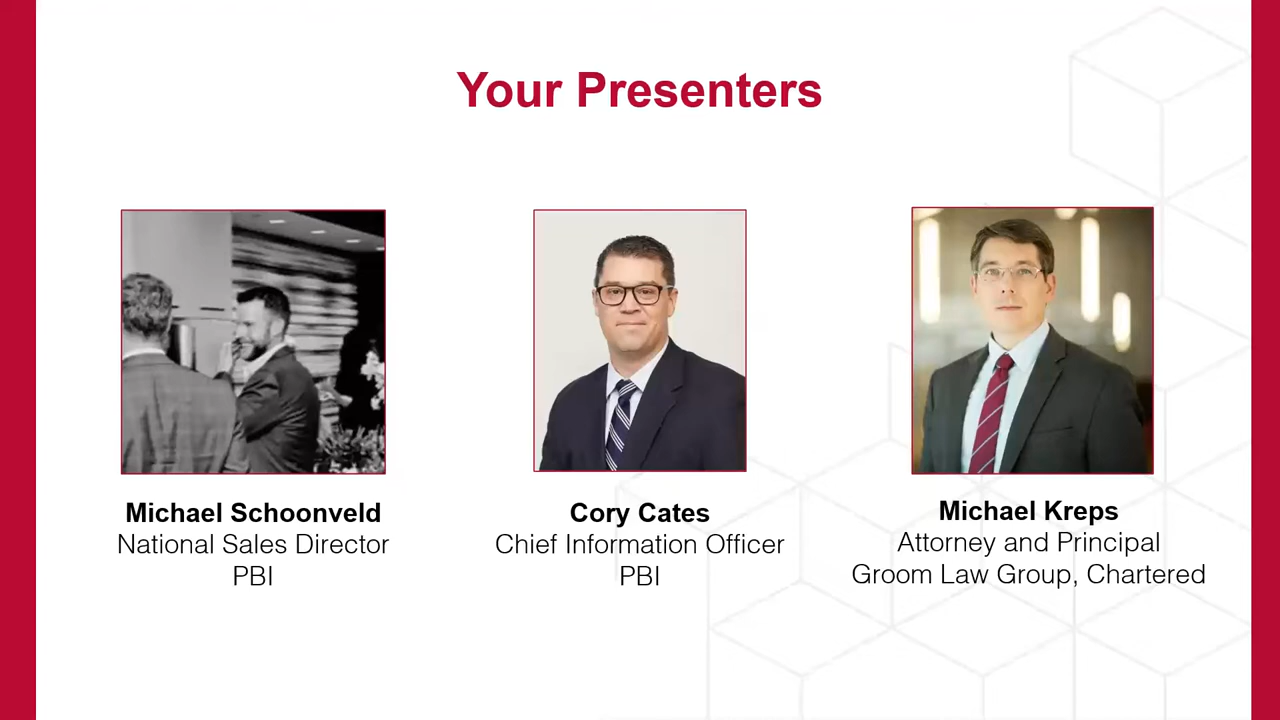 Your Presenters
Michael Schoonveld
National Sales Director
PBI
Cory Cates
Chief Information Officer
PBI
Michael Kreps
Attorney and Principal
Groom Law Group, Chartered